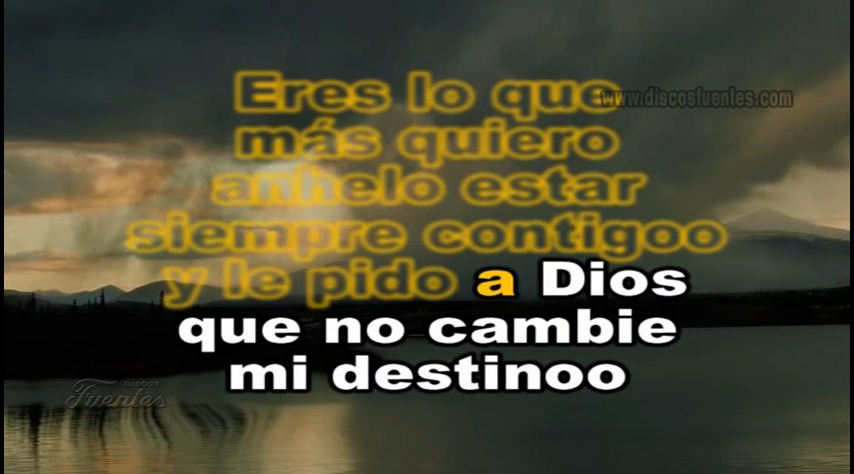 Eres lo que
www.discosfuentes.com
más quiero
anhelo estar
siempre contigoo
y le pido a Dios
que no cambie
mi destinoo
DISCOS
Fuentes